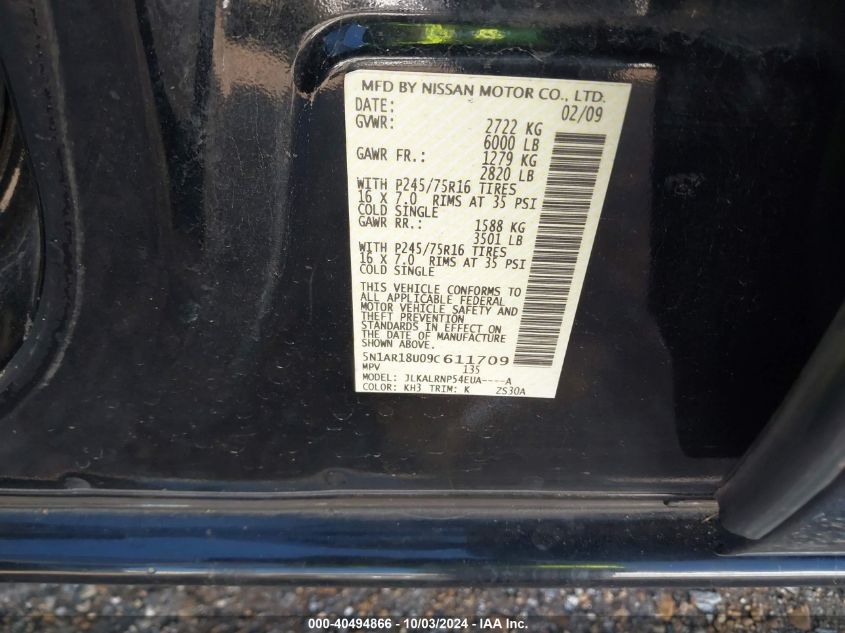 MFD BY NISSAN MOTOR CO., LTD.
DATE: 02/09
GVWR: 2722 KG
6000 LB
GAWR FR.: 1279 KG
2820 LB
WITH P245/75R16 TIRES
16 X 7.0 RIMS AT 35 PSI
COLD SINGLE
GAWR RR.: 1588 KG
3501 LB
WITH P245/75R16 TIRES
16 X 7.0 RIMS AT 35 PSI
COLD SINGLE
THIS VEHICLE CONFORMS TO
ALL APPLICABLE FEDERAL
MOTOR VEHICLE SAFETY AND
THEFT PREVENTION
STANDARDS IN EFFECT ON
THE DATE OF MANUFACTURE
SHOWN ABOVE.
5N1AR18U09C611709
MPV 135
MODEL: JLKALRNP54EUA----A
COLOR: KH3 TRIM: K ZS30A
000-40494866 - 10/03/2024 - IAA Inc.